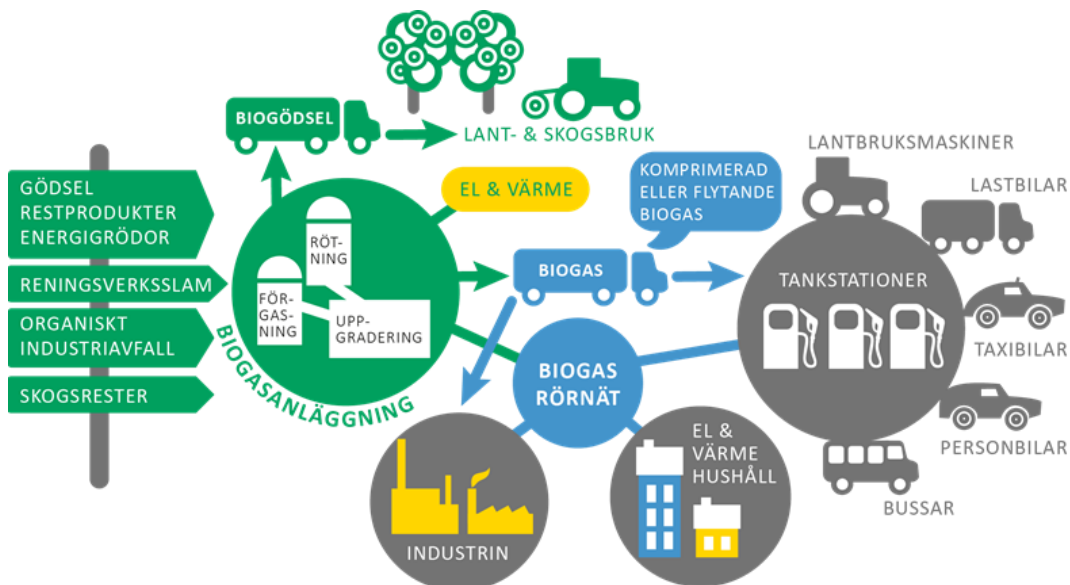 BIOGÖDSEL
LANT- & SKOGSBRUK
GÖDSEL
RESTPRODUKTER
ENERGIGRÖDOR
RENINGSVERKSSLAM
ORGANISKT
INDUSTRIAVFALL
SKOGSRESTER
RÖT-
NING
FÖR-
GAS-
NING
UPP-
GRADERING
BIOGASANLÄGGNING
EL & VÄRME
KOMPRIMERAD
ELLER FLYTANDE
BIOGAS
BIOGAS
BIOGAS
RÖRNÄT
INDUSTRIN
EL &
VÄRME
HUSHÅLL
TANKSTATIONER
LANTBRUKSMASKINER
LASTBILAR
TAXIBILAR
PERSONBILAR
BUSSAR